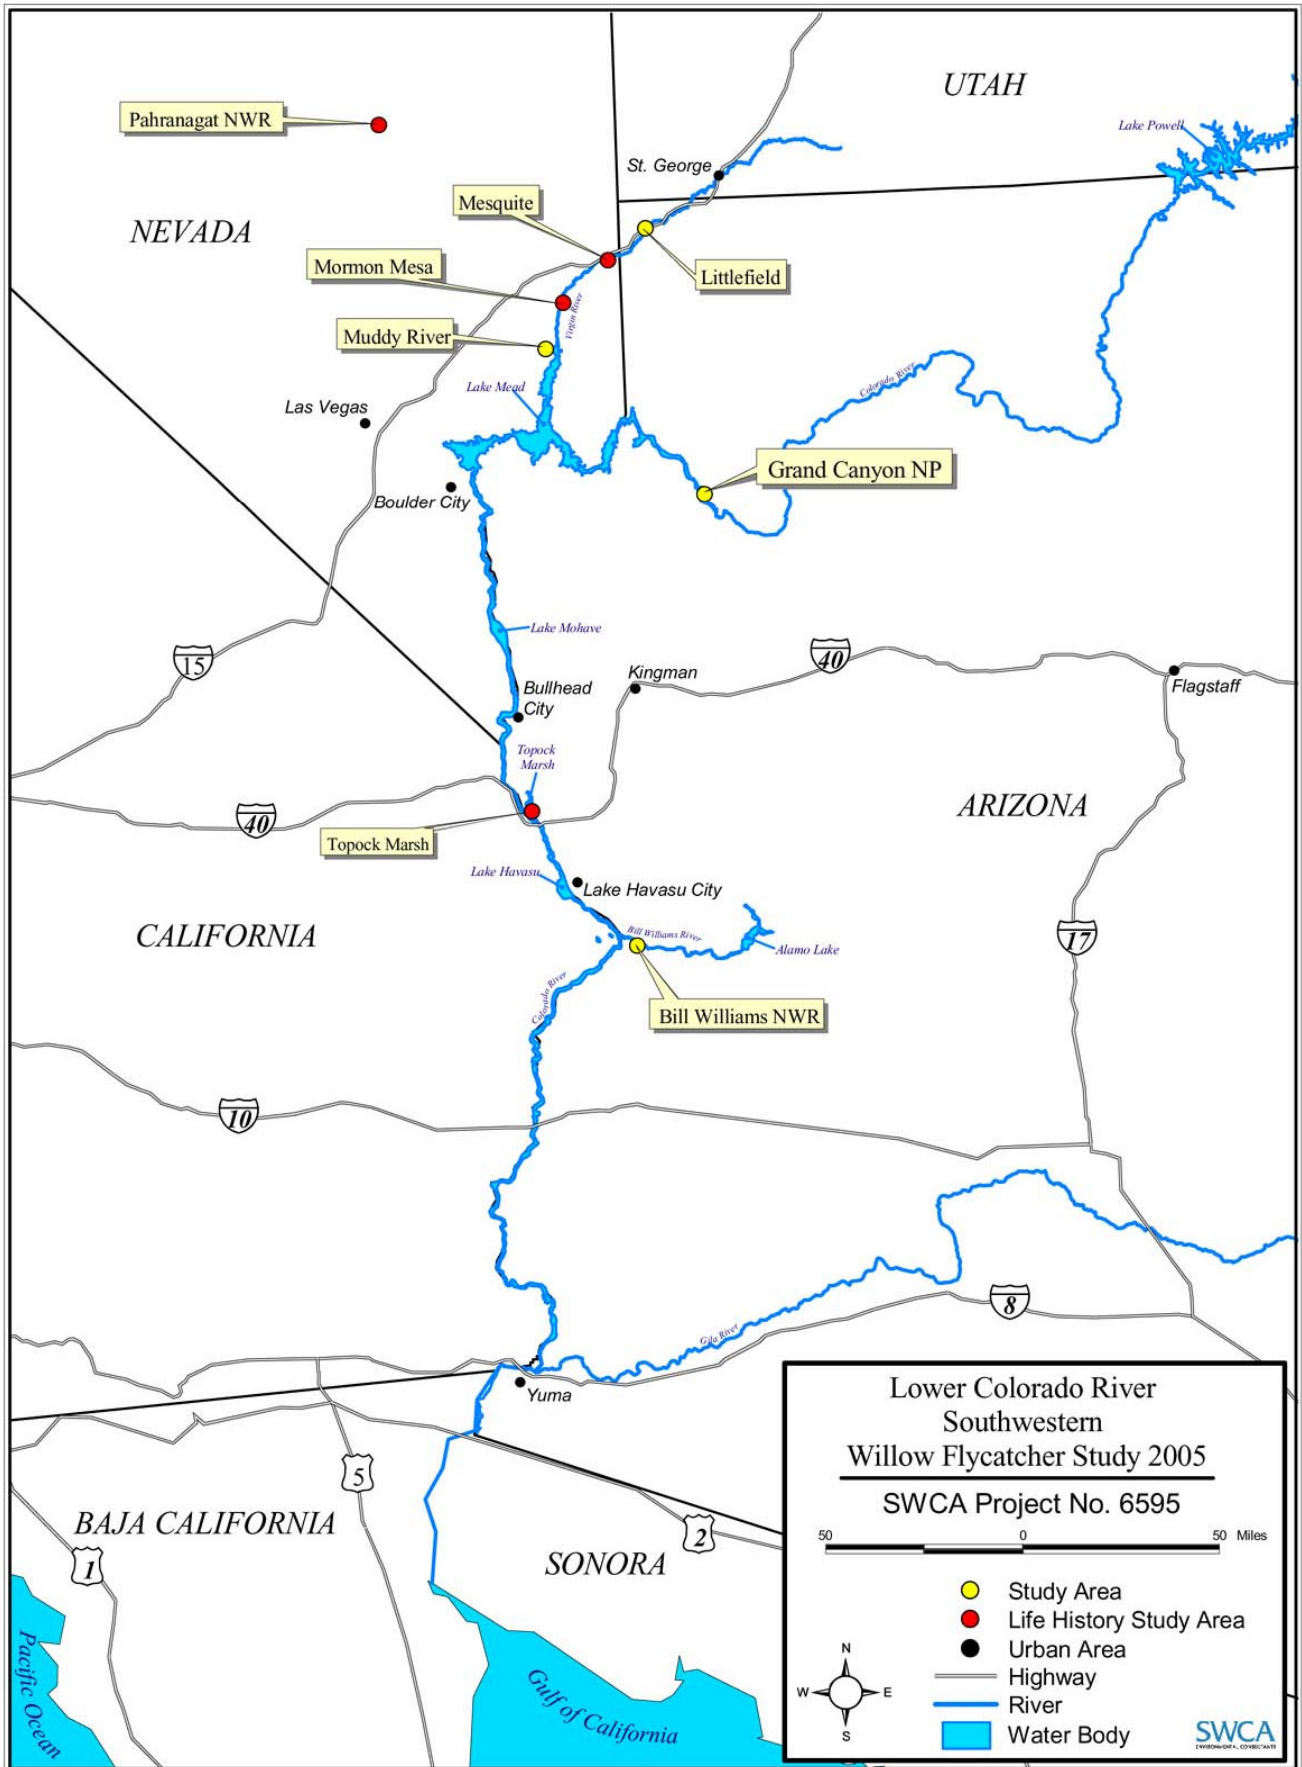 UTAH
Lake Powell
Pahranagat NWR
St. George
Mesquite
NEVADA
Mormon Mesa
Littlefield
Virgin River
Muddy River
Lake Mead
Colorado River
Las Vegas
Grand Canyon NP
Boulder City
Lake Mohave
15
40
Kingman
Flagstaff
Bullhead
City
Topock
Marsh
ARIZONA
40
Topock Marsh
Lake Havasu
Lake Havasu City
CALIFORNIA
Bill Williams River
17
Alamo Lake
Colorado River
Bill Williams NWR
10
8
Gila River
Yuma
Lower Colorado River
Southwestern
Willow Flycatcher Study 2005
SWCA Project No. 6595
50 0 50 Miles
5
BAJA CALIFORNIA
2
1
SONORA
Study Area
Life History Study Area
Urban Area
Highway
River
Water Body
N
W E
S
SWCA
ENVIRONMENTAL CONSULTANTS
Pacific Ocean
Gulf of California